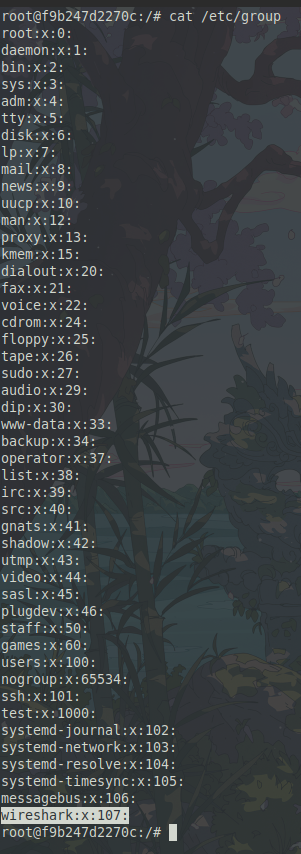 root@f9b247d2270c:/# cat /etc/group
root:x:0:
daemon:x:1:
bin:x:2:
sys:x:3:
adm:x:4:
tty:x:5:
disk:x:6:
lp:x:7:
mail:x:8:
news:x:9:
uucp:x:10:
man:x:12:
proxy:x:13:
kmem:x:15:
dialout:x:20:
fax:x:21:
voice:x:22:
cdrom:x:24:
floppy:x:25:
tape:x:26:
sudo:x:27:
audio:x:29:
dip:x:30:
www-data:x:33:
backup:x:34:
operator:x:37:
list:x:38:
irc:x:39:
src:x:40:
gnats:x:41:
shadow:x:42:
utmp:x:43:
video:x:44:
sasl:x:45:
plugdev:x:46:
staff:x:50:
games:x:60:
users:x:100:
nogroup:x:65534:
ssh:x:101:
test:x:1000:
systemd-journal:x:102:
systemd-network:x:103:
systemd-resolve:x:104:
systemd-timesync:x:105:
messagebus:x:106:
wireshark:x:107:
root@f9b247d2270c:/#